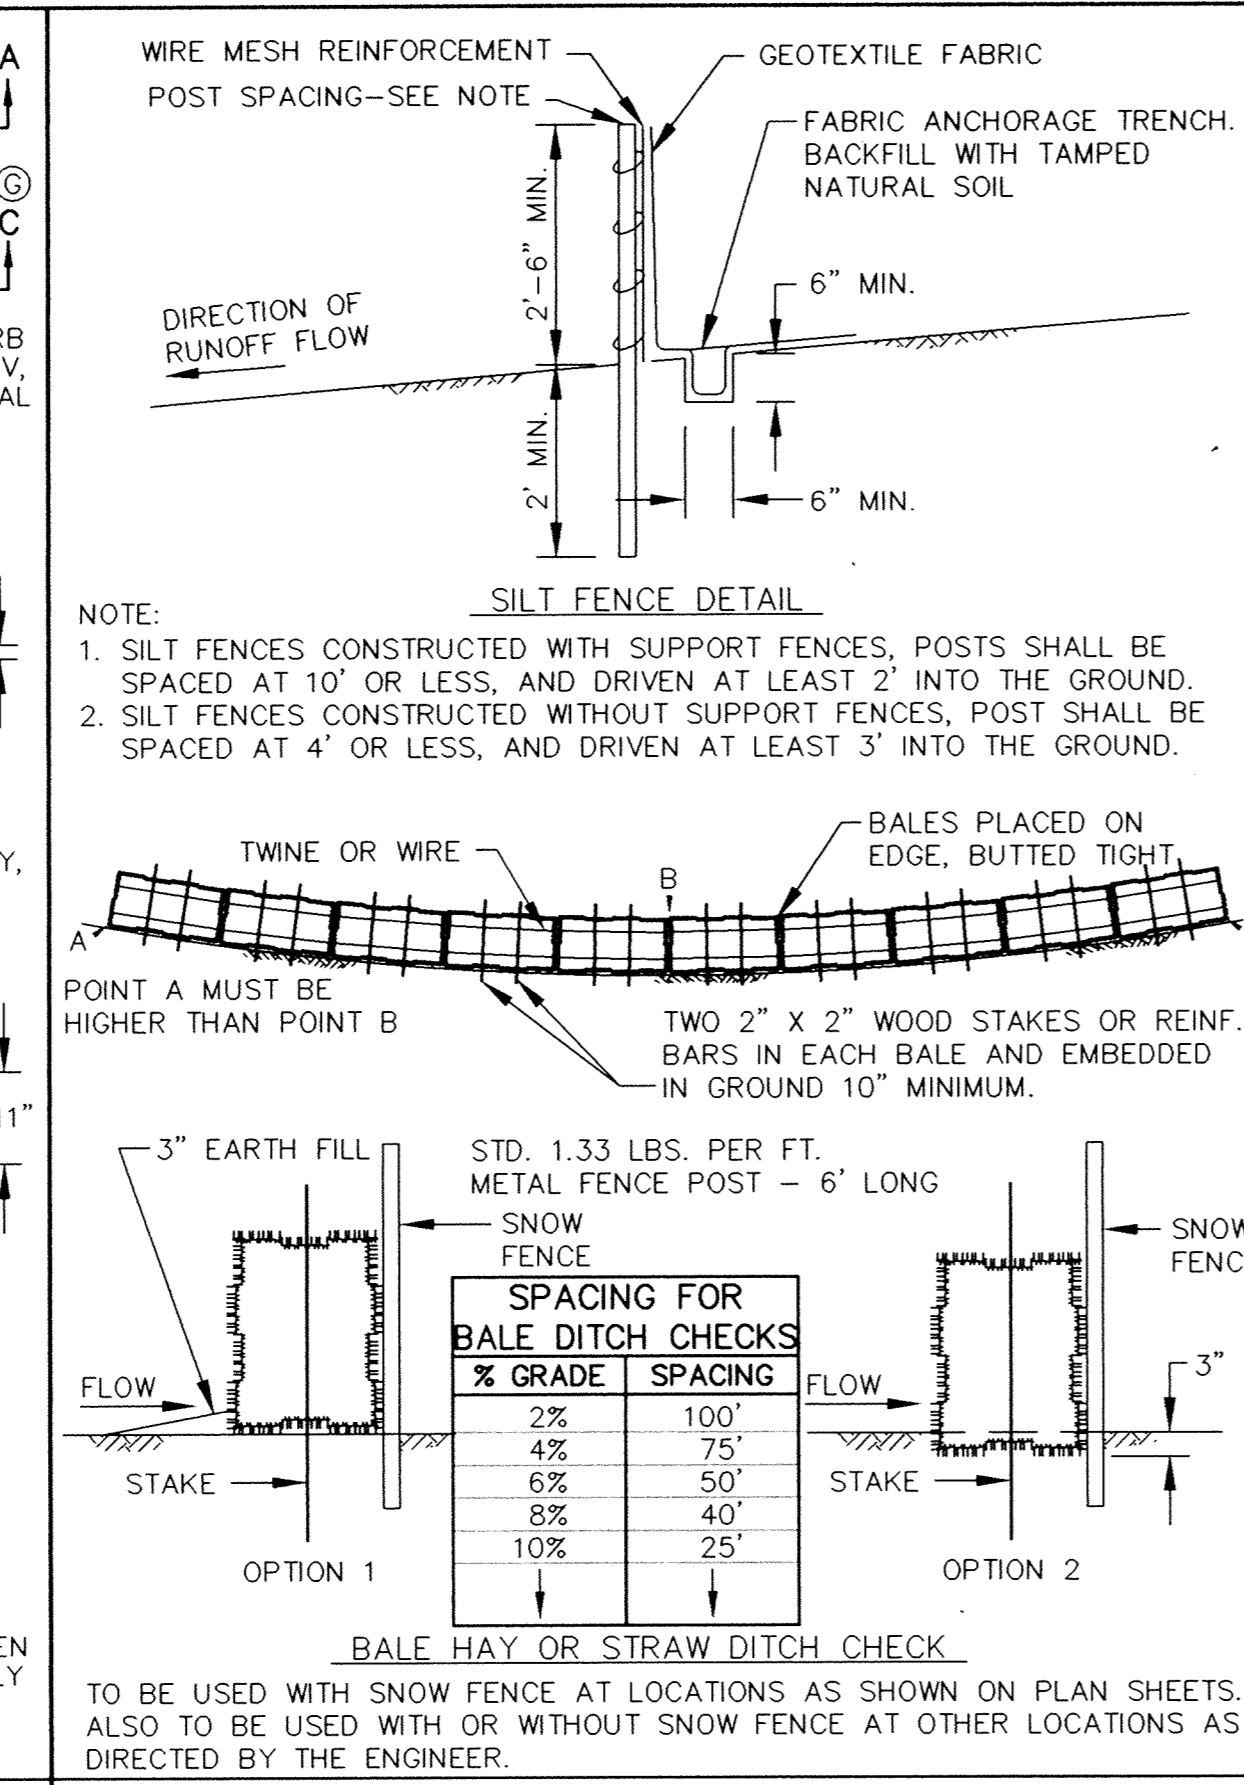 A
G
C
RB
V,
AL
Y,
11"
EN
LY
WIRE MESH REINFORCEMENT
GEOTEXTILE FABRIC
POST SPACING-SEE NOTE
FABRIC ANCHORAGE TRENCH.
BACKFILL WITH TAMPED
NATURAL SOIL
2'-6" MIN.
6" MIN.
DIRECTION OF
RUNOFF FLOW
2' MIN.
6" MIN.
SILT FENCE DETAIL
NOTE:
1. SILT FENCES CONSTRUCTED WITH SUPPORT FENCES, POSTS SHALL BE
SPACED AT 10' OR LESS, AND DRIVEN AT LEAST 2' INTO THE GROUND.
2. SILT FENCES CONSTRUCTED WITHOUT SUPPORT FENCES, POST SHALL BE
SPACED AT 4' OR LESS, AND DRIVEN AT LEAST 3' INTO THE GROUND.
BALES PLACED ON
EDGE, BUTTED TIGHT
TWINE OR WIRE
B
A
POINT A MUST BE
HIGHER THAN POINT B
TWO 2" X 2" WOOD STAKES OR REINF.
BARS IN EACH BALE AND EMBEDDED
IN GROUND 10" MINIMUM.
3" EARTH FILL
STD. 1.33 LBS. PER FT.
METAL FENCE POST - 6' LONG
SNOW
FENCE
SNOW
FENC
SPACING FOR
BALE DITCH CHECKS
% GRADE SPACING
2% 100'
4% 75'
6% 50'
8% 40'
10% 25'
FLOW
STAKE
OPTION 1
FLOW
3"
STAKE
OPTION 2
BALE HAY OR STRAW DITCH CHECK
TO BE USED WITH SNOW FENCE AT LOCATIONS AS SHOWN ON PLAN SHEETS.
ALSO TO BE USED WITH OR WITHOUT SNOW FENCE AT OTHER LOCATIONS AS
DIRECTED BY THE ENGINEER.